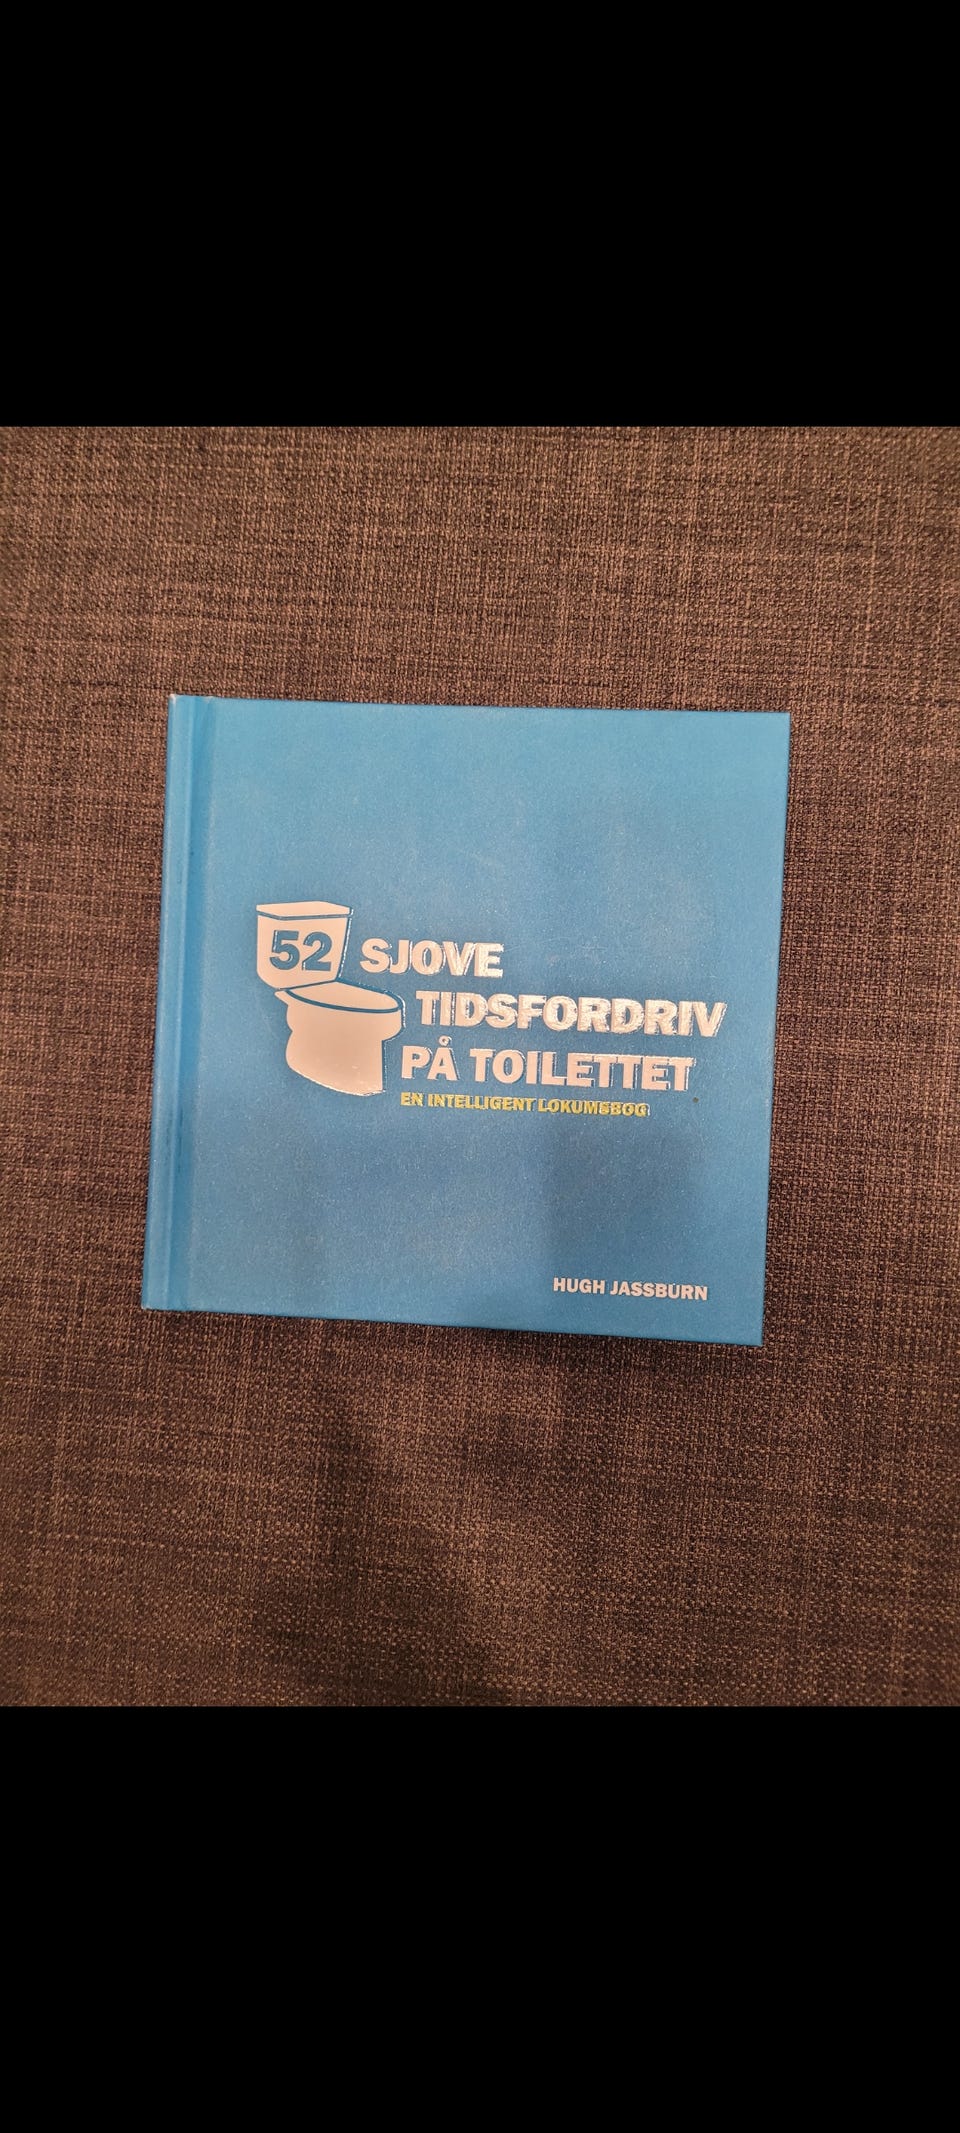 52 SJOVE
TIDSFORDRIV
PÅ TOILETTET
EN INTELLIGENT LOKUMSBOG
HUGH JASSBURN